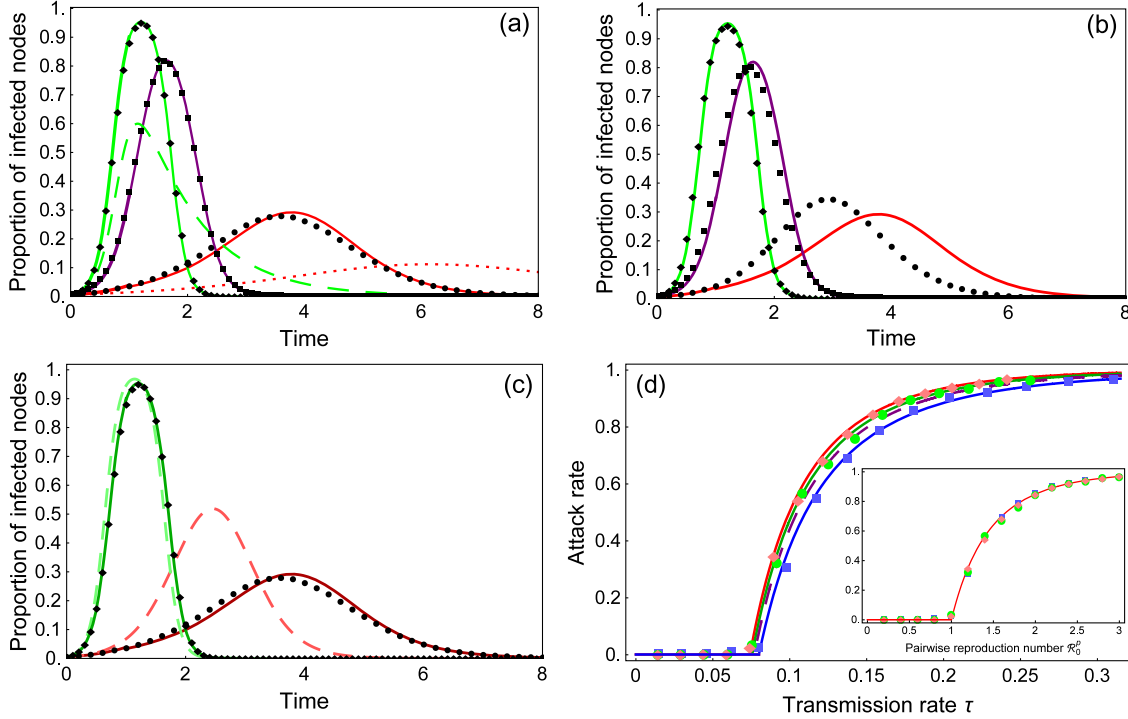 (a)
Proportion of infected nodes
1.
0.9
0.8
0.7
0.6
0.5
0.4
0.3
0.2
0.1
0.
0 2 4 6 8
Time
(b)
Proportion of infected nodes
1.
0.9
0.8
0.7
0.6
0.5
0.4
0.3
0.2
0.1
0.
0 2 4 6 8
Time
(c)
Proportion of infected nodes
1.
0.9
0.8
0.7
0.6
0.5
0.4
0.3
0.2
0.1
0.
0 2 4 6 8
Time
(d)
Attack rate
1.
0.8
0.6
0.4
0.2
0.
0 0.05 0.1 0.15 0.2 0.25 0.3
Transmission rate τ
1.
0.8
0.6
0.4
0.2
0.
0 0.5 1. 1.5 2. 2.5 3.
Pairwise reproduction number ℛ₀ᵖ